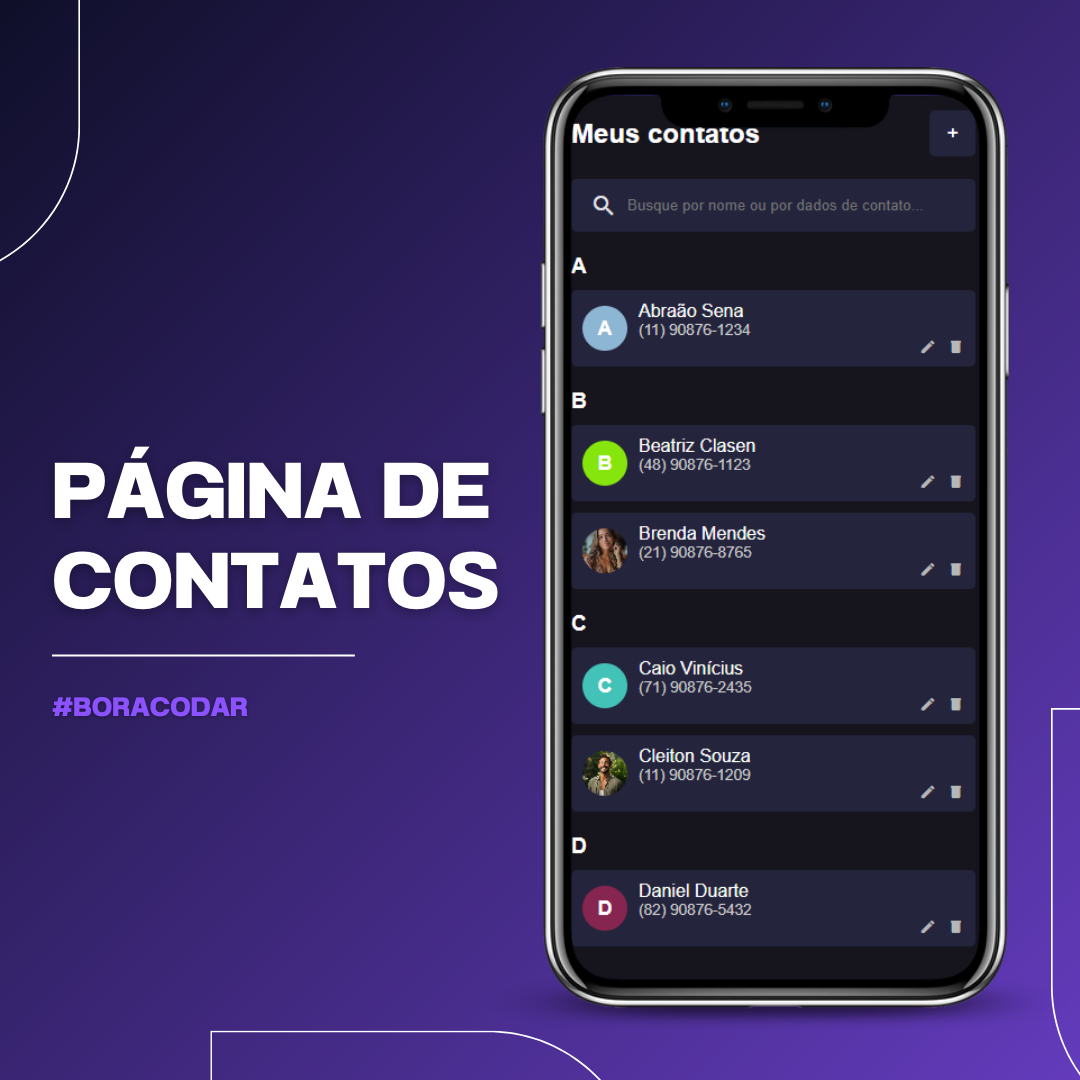 PÁGINA DE
CONTATOS
#BORACODAR
Meus contatos
+
Busque por nome ou por dados de contato...
A
A
Abraão Sena
(11) 90876-1234
B
B
Beatriz Clasen
(48) 90876-1123
Brenda Mendes
(21) 90876-8765
C
C
Caio Vinícius
(71) 90876-2435
Cleiton Souza
(11) 90876-1209
D
D
Daniel Duarte
(82) 90876-5432